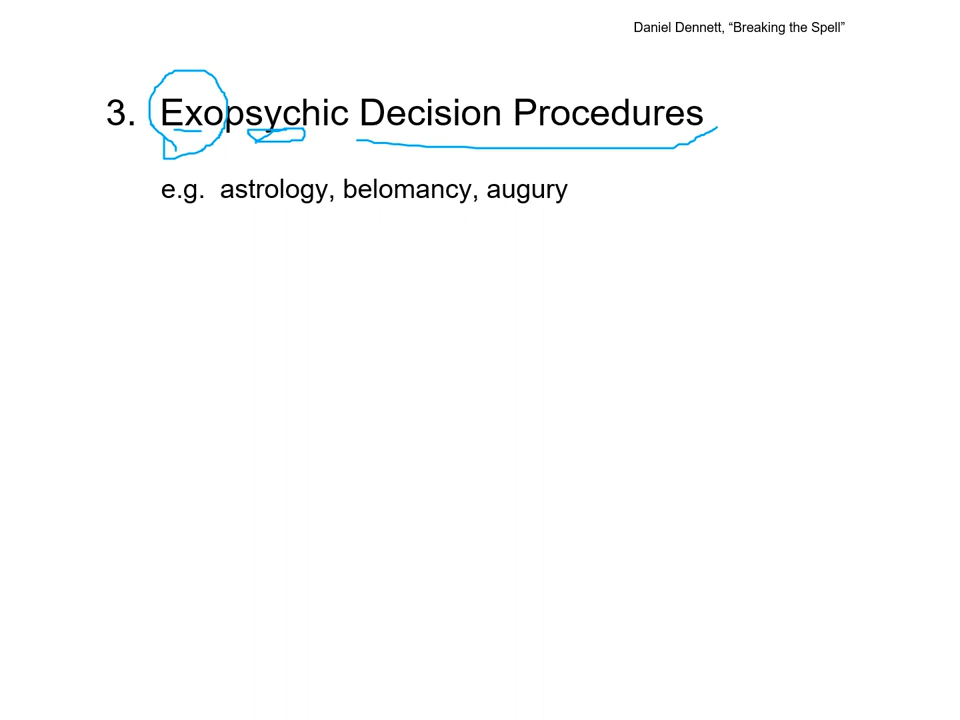 Daniel Dennett, “Breaking the Spell”
3. Exopsychic Decision Procedures
e.g. astrology, belomancy, augury